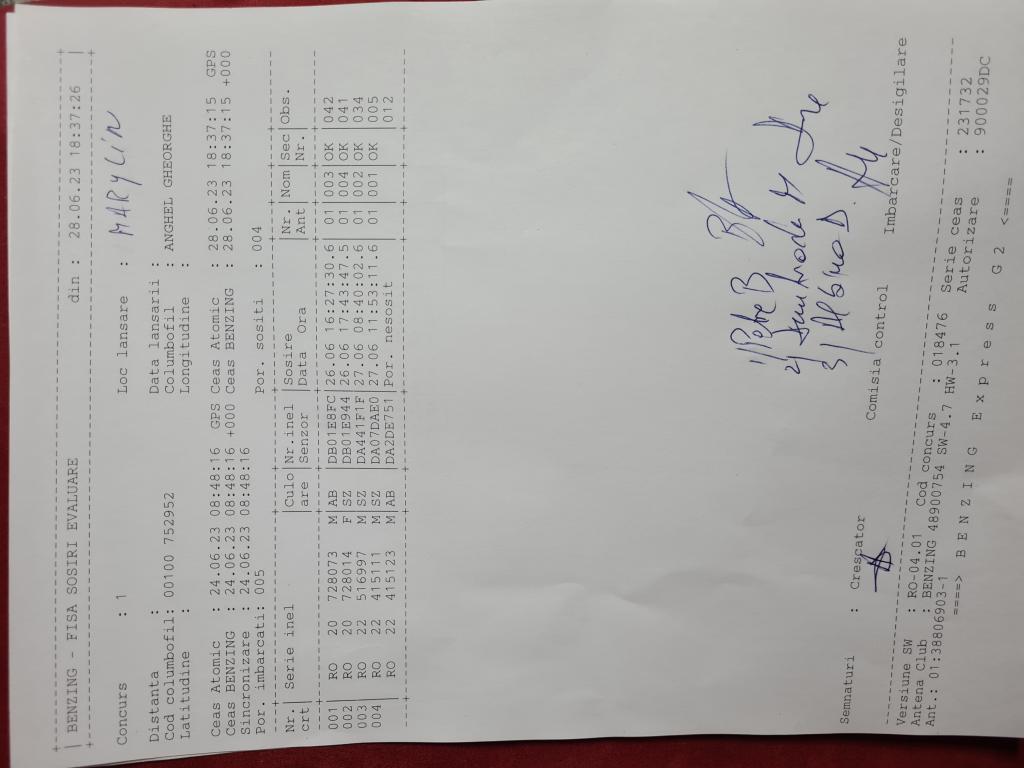 BENZING - FISA SOSIRI EVALUARE din : 28.06.23 18:37:26
Concurs : 1 Loc lansare : MARYLIN
Distanta : Data lansarii :
Cod columbofil: 00100 752952 Columbofil : ANGHEL GHEORGHE
Latitudine : Longitudine :
Ceas Atomic : 24.06.23 08:48:16 GPS Ceas Atomic : 28.06.23 18:37:15 GPS
Ceas BENZING : 24.06.23 08:48:16 +000 Ceas BENZING : 28.06.23 18:37:15 +000
Sincronizare : 24.06.23 08:48:16
Por. imbarcati: 005 Por. sositi : 004
Nr.| Serie inel |Culo|Nr.inel |Sosire |Nr. |Nom |Sec|Obs.
crt| |are |Senzor |Data Ora |Ant | |Nr.|
001| RO 20 728073 M|AB |DB01E8FC|26.06 16:27:30.6| 01 |003|OK |042
002| RO 20 728014 F|SZ |DB01E944|26.06 17:43:47.5| 01 |004|OK |041
003| RO 22 516997 M|SZ |DA441F1F|27.06 08:40:02.6| 01 |002|OK |034
004| RO 22 415111 M|SZ |DA07DAE0|27.06 11:53:11.6| 01 |001|OK |005
| RO 22 415123 M|AB |DA2DE751|Por. nesosit | | | |012
1) Petre B
2)
3) D.
Semnaturi : Crescator Comisia control Imbarcare/Desigilare
Versiune SW : RO-04.01 Cod concurs : 018476 Serie ceas : 231732
Antena Club : BENZING 48900754 SW-4.7 HW-3.1 Autorizare : 900029DC
Ant.: 01:38806903-1
====> B E N Z I N G E x p r e s s G 2 <====